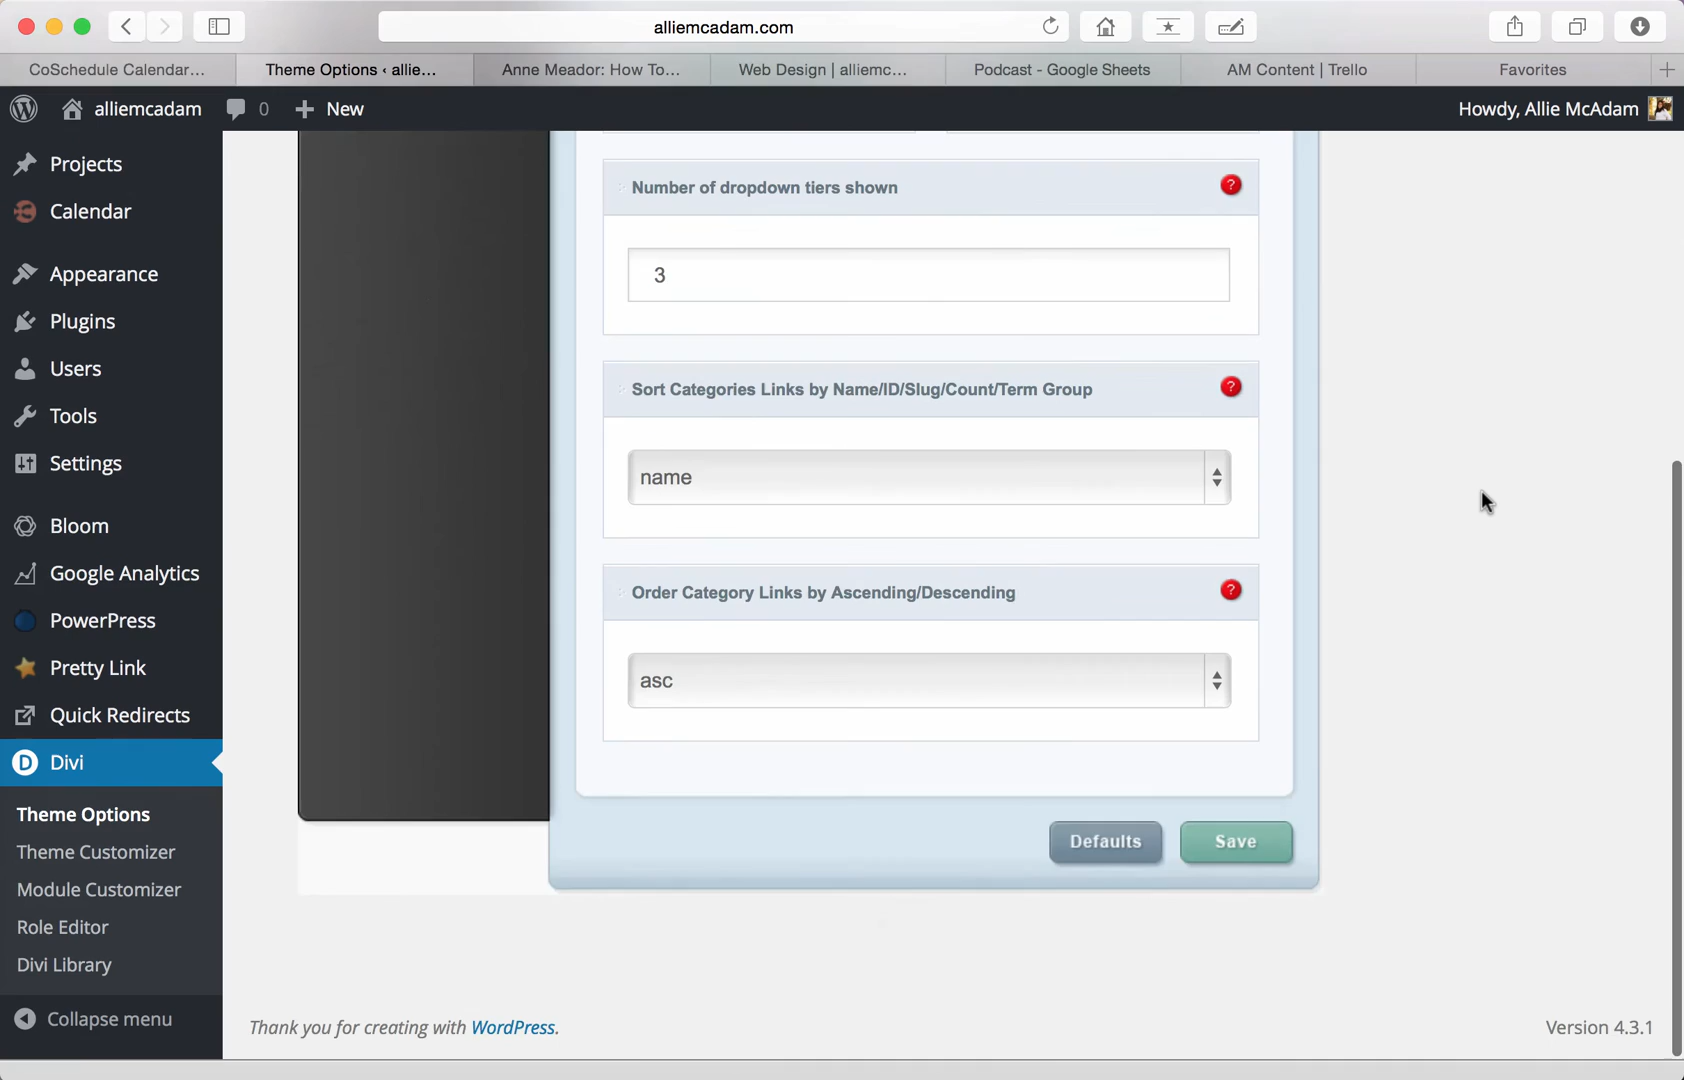 alliemcadam.com
CoSchedule Calendar... Theme Options ‹ allie... Anne Meador: How To... Web Design | alliemc... Podcast - Google Sheets AM Content | Trello Favorites
alliemcadam 0 New Howdy, Allie McAdam
Projects
Calendar
Appearance
Plugins
Users
Tools
Settings
Bloom
Google Analytics
PowerPress
Pretty Link
Quick Redirects
D Divi
Theme Options
Theme Customizer
Module Customizer
Role Editor
Divi Library
Collapse menu
Number of dropdown tiers shown ?
3
Sort Categories Links by Name/ID/Slug/Count/Term Group ?
name
Order Category Links by Ascending/Descending ?
asc
Defaults Save
Thank you for creating with WordPress. Version 4.3.1